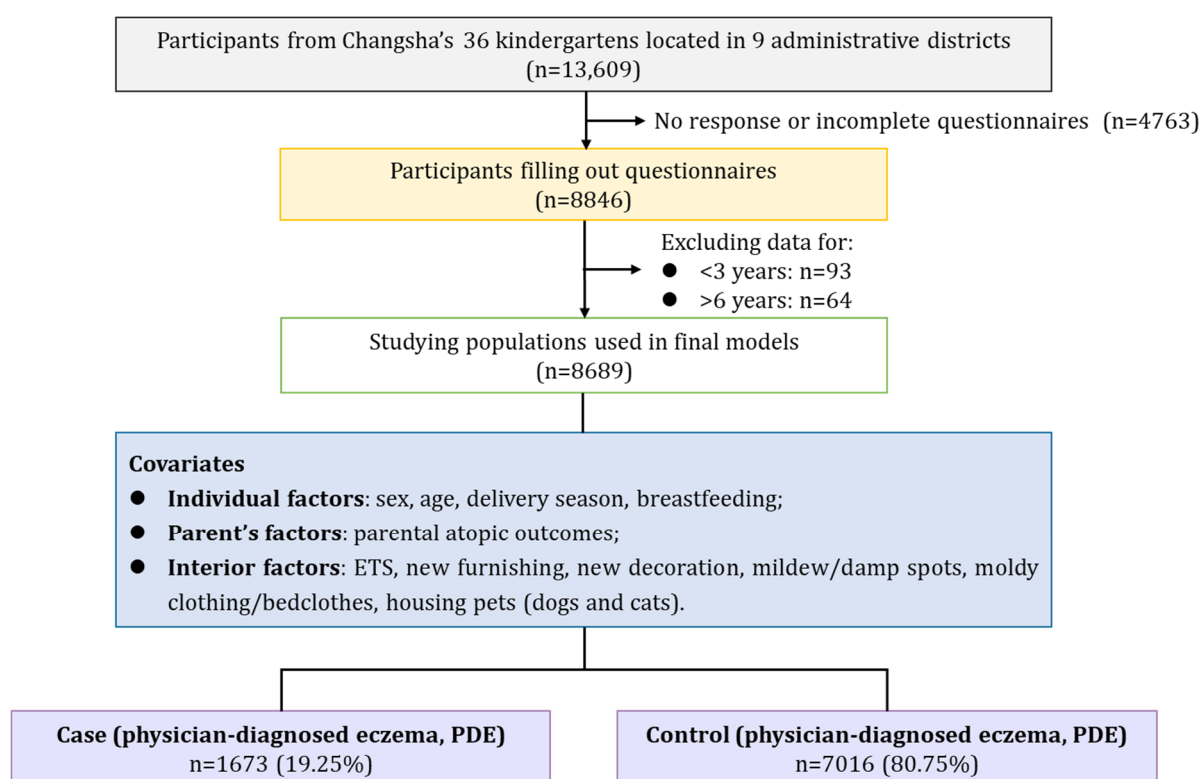 Participants from Changsha's 36 kindergartens located in 9 administrative districts
(n=13,609)
No response or incomplete questionnaires (n=4763)
Participants filling out questionnaires
(n=8846)
Excluding data for:
● <3 years: n=93
● >6 years: n=64
Studying populations used in final models
(n=8689)
Covariates
● Individual factors: sex, age, delivery season, breastfeeding;
● Parent's factors: parental atopic outcomes;
● Interior factors: ETS, new furnishing, new decoration, mildew/damp spots, moldy
clothing/bedclothes, housing pets (dogs and cats).
Case (physician-diagnosed eczema, PDE)
n=1673 (19.25%)
Control (physician-diagnosed eczema, PDE)
n=7016 (80.75%)